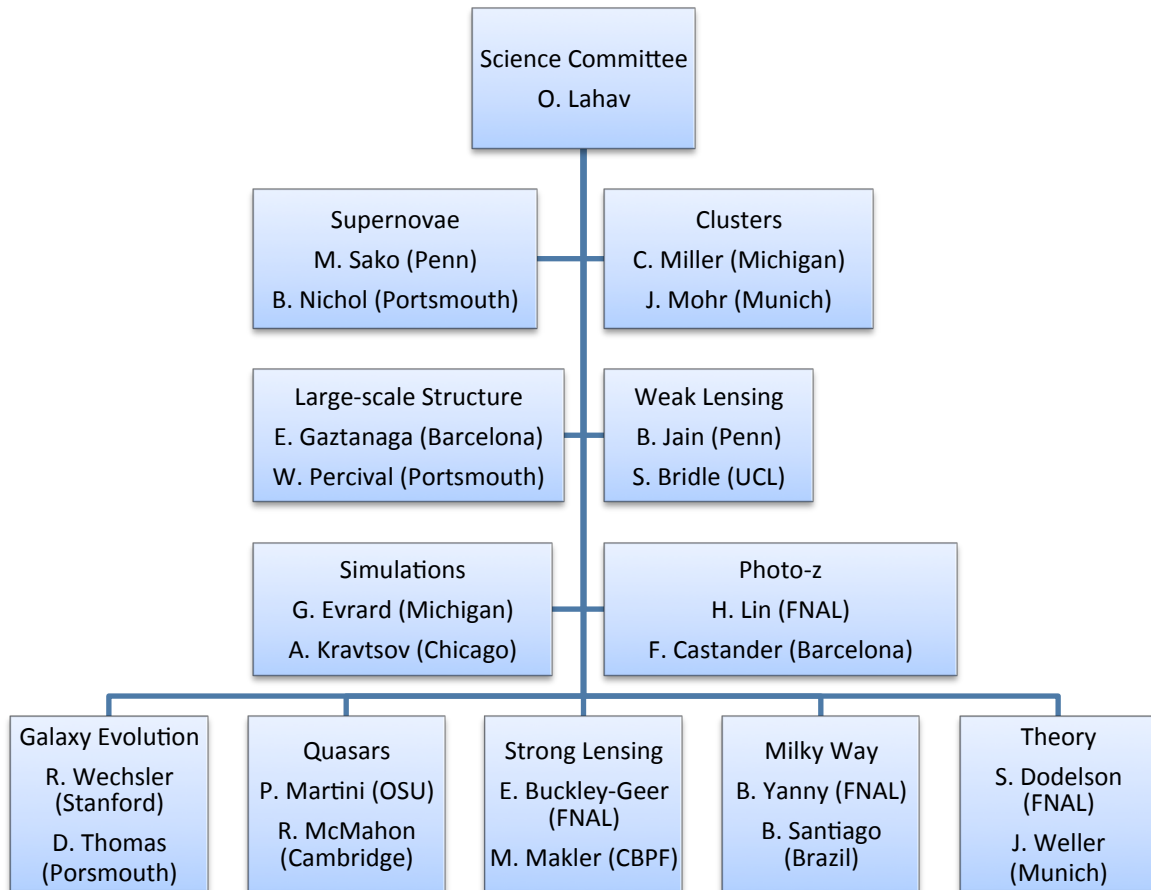 Science Committee
O. Lahav
Supernovae
M. Sako (Penn)
B. Nichol (Portsmouth)
Clusters
C. Miller (Michigan)
J. Mohr (Munich)
Large-scale Structure
E. Gaztanaga (Barcelona)
W. Percival (Portsmouth)
Weak Lensing
B. Jain (Penn)
S. Bridle (UCL)
Simulations
G. Evrard (Michigan)
A. Kravtsov (Chicago)
Photo-z
H. Lin (FNAL)
F. Castander (Barcelona)
Galaxy Evolution
R. Wechsler
(Stanford)
D. Thomas
(Porsmouth)
Quasars
P. Martini (OSU)
R. McMahon
(Cambridge)
Strong Lensing
E. Buckley-Geer
(FNAL)
M. Makler (CBPF)
Milky Way
B. Yanny (FNAL)
B. Santiago
(Brazil)
Theory
S. Dodelson
(FNAL)
J. Weller
(Munich)